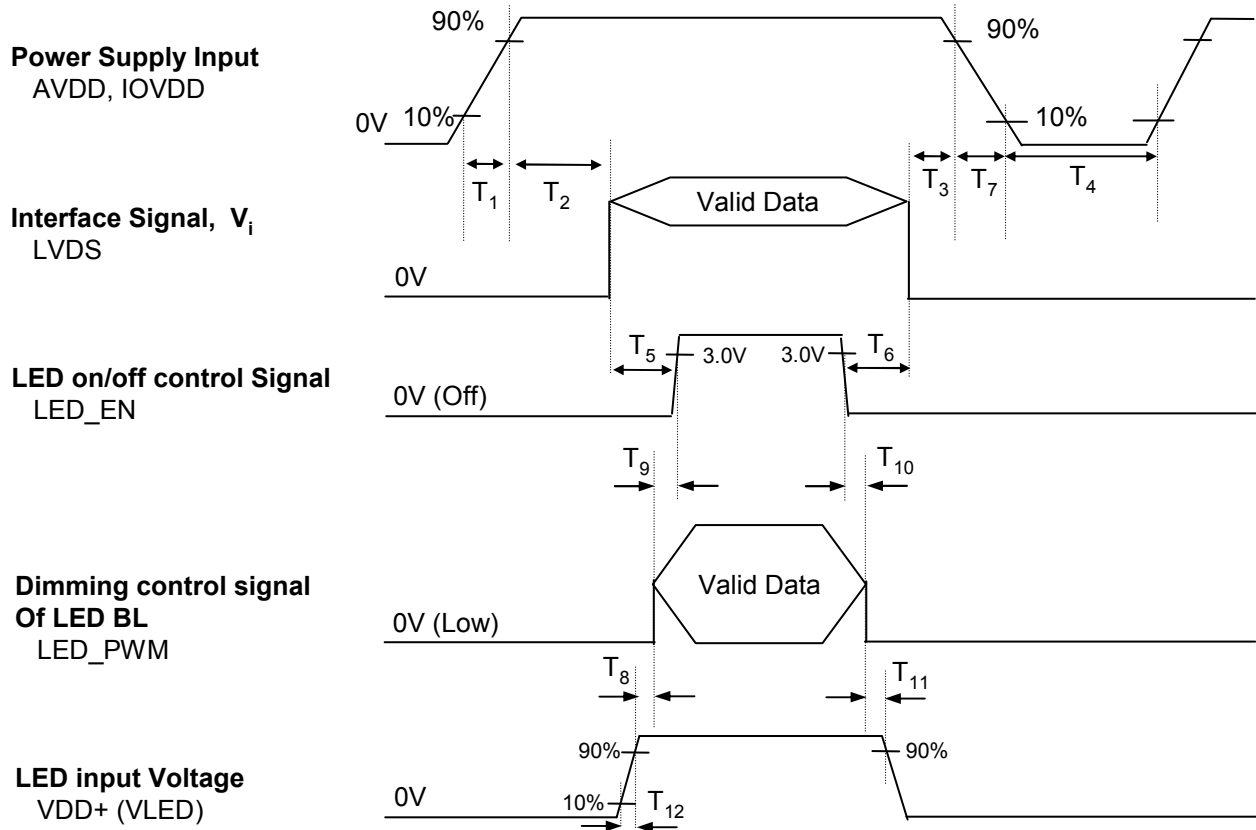 90%
90%
Power Supply Input
AVDD, IOVDD
0V
10%
10%
T1
T2
T3
T7
T4
Interface Signal, Vi
LVDS
Valid Data
0V
T5
3.0V
3.0V
T6
LED on/off control Signal
LED_EN
0V (Off)
T9
T10
Dimming control signal
Of LED BL
LED_PWM
Valid Data
0V (Low)
T8
T11
90%
90%
LED input Voltage
VDD+ (VLED)
0V
10%
T12